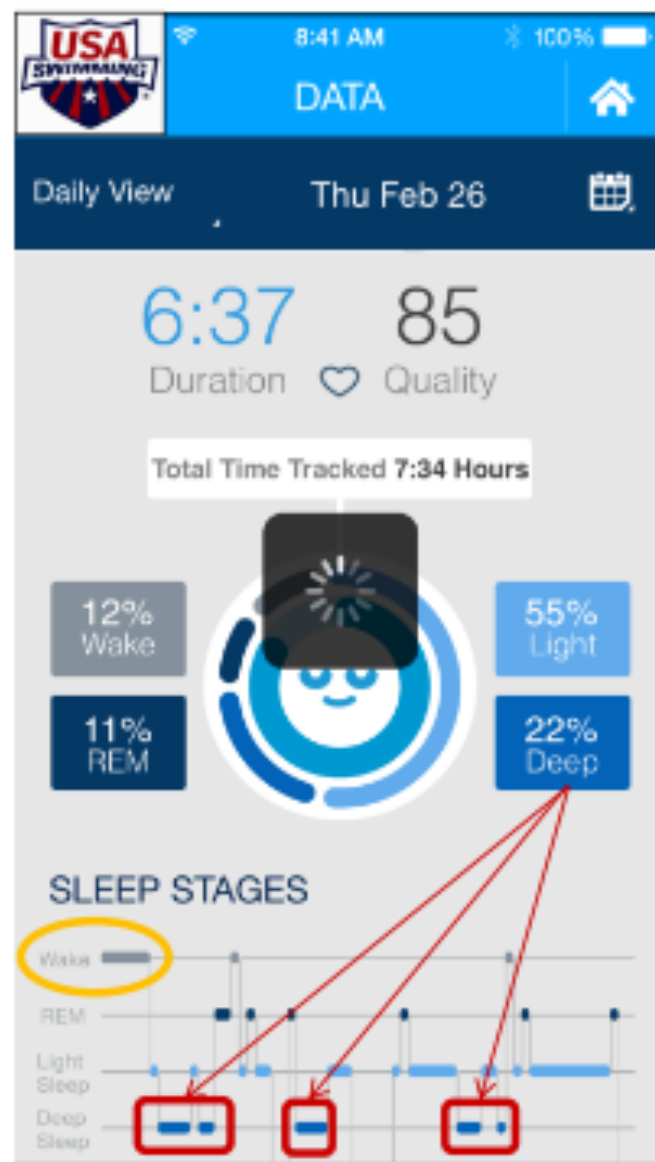 USA
SWIMMING
8:41 AM
100%
DATA
Daily View
Thu Feb 26
6:37
85
Duration
Quality
Total Time Tracked 7:34 Hours
12%
Wake
55%
Light
11%
REM
22%
Deep
SLEEP STAGES
Wake
REM
Light
Sleep
Deep
Sleep